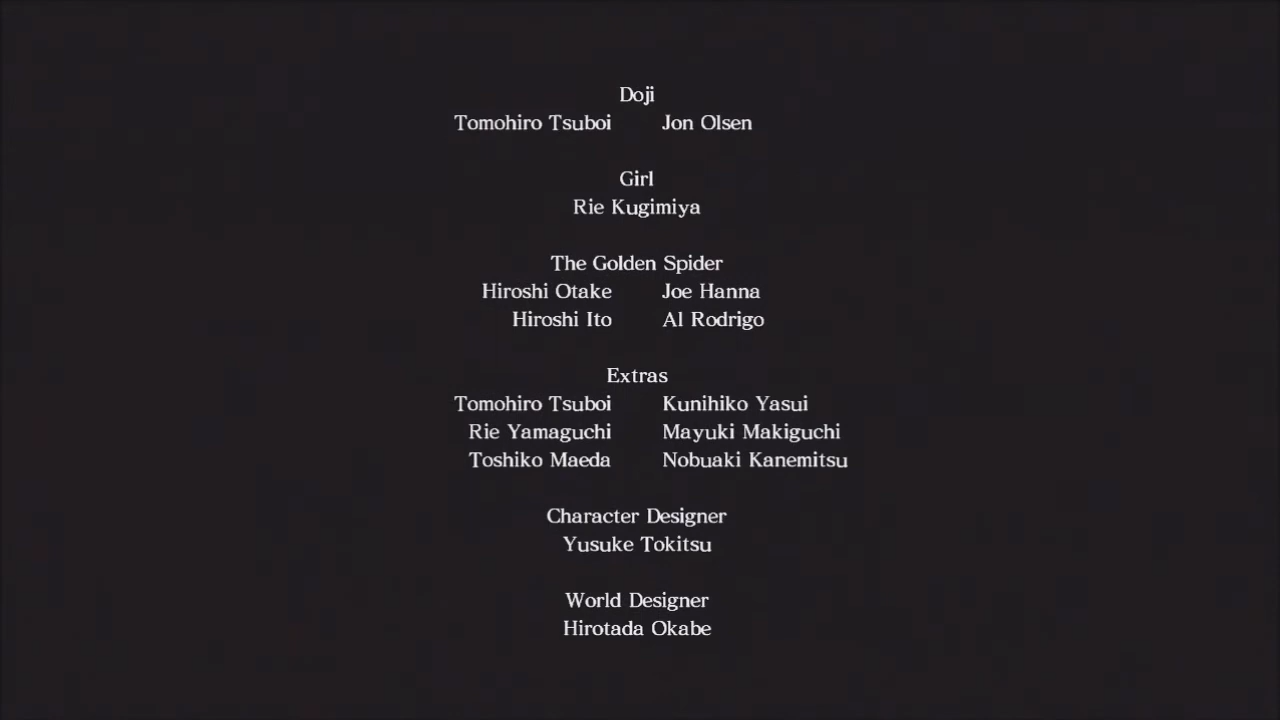 Doji
Tomohiro Tsuboi Jon Olsen
Girl
Rie Kugimiya
The Golden Spider
Hiroshi Otake Joe Hanna
Hiroshi Ito Al Rodrigo
Extras
Tomohiro Tsuboi Kunihiko Yasui
Rie Yamaguchi Mayuki Makiguchi
Toshiko Maeda Nobuaki Kanemitsu
Character Designer
Yusuke Tokitsu
World Designer
Hirotada Okabe